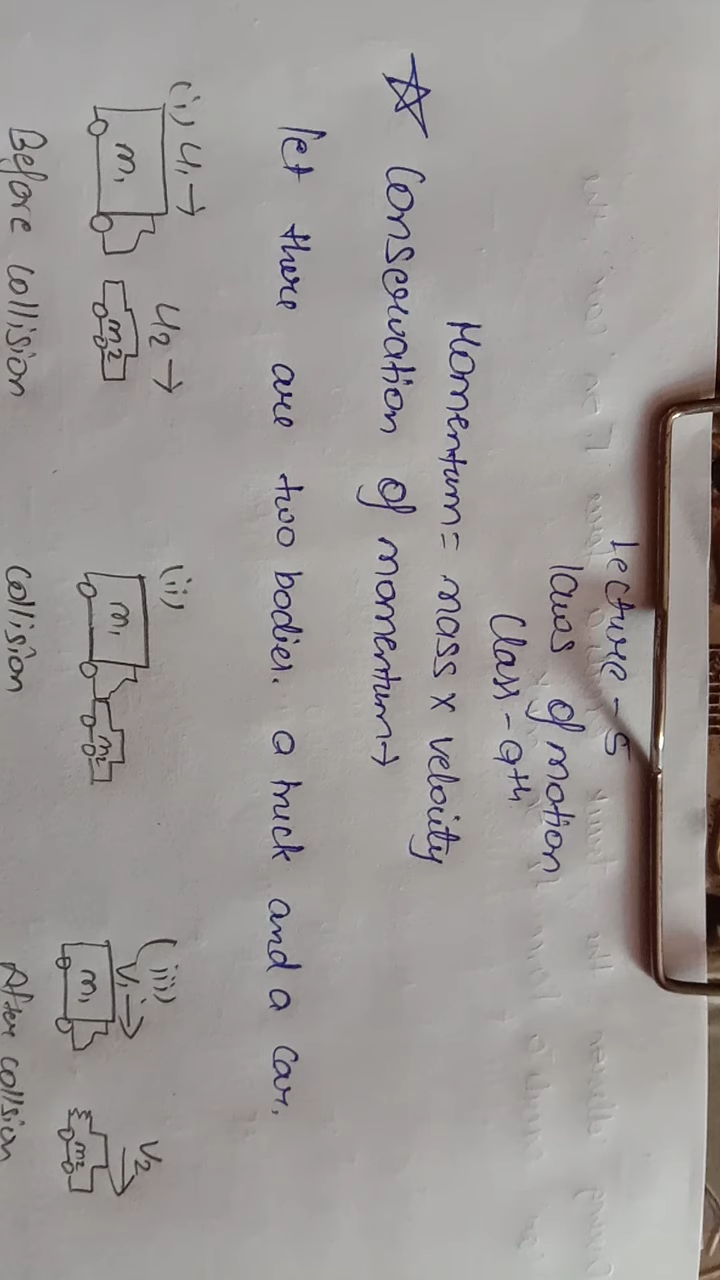 Lecture - 5
laws of motion
Class - 9th
Momentum = mass x velocity
☆ Conservation of momentum →
let there are two bodies. a truck and a car.
(i) u₁ → u₂ →
m₁ m₂
Before collision
(ii)
m₁ m₂
Collision
(iii)
V₁ → V₂
m₁ m₂
After collsion